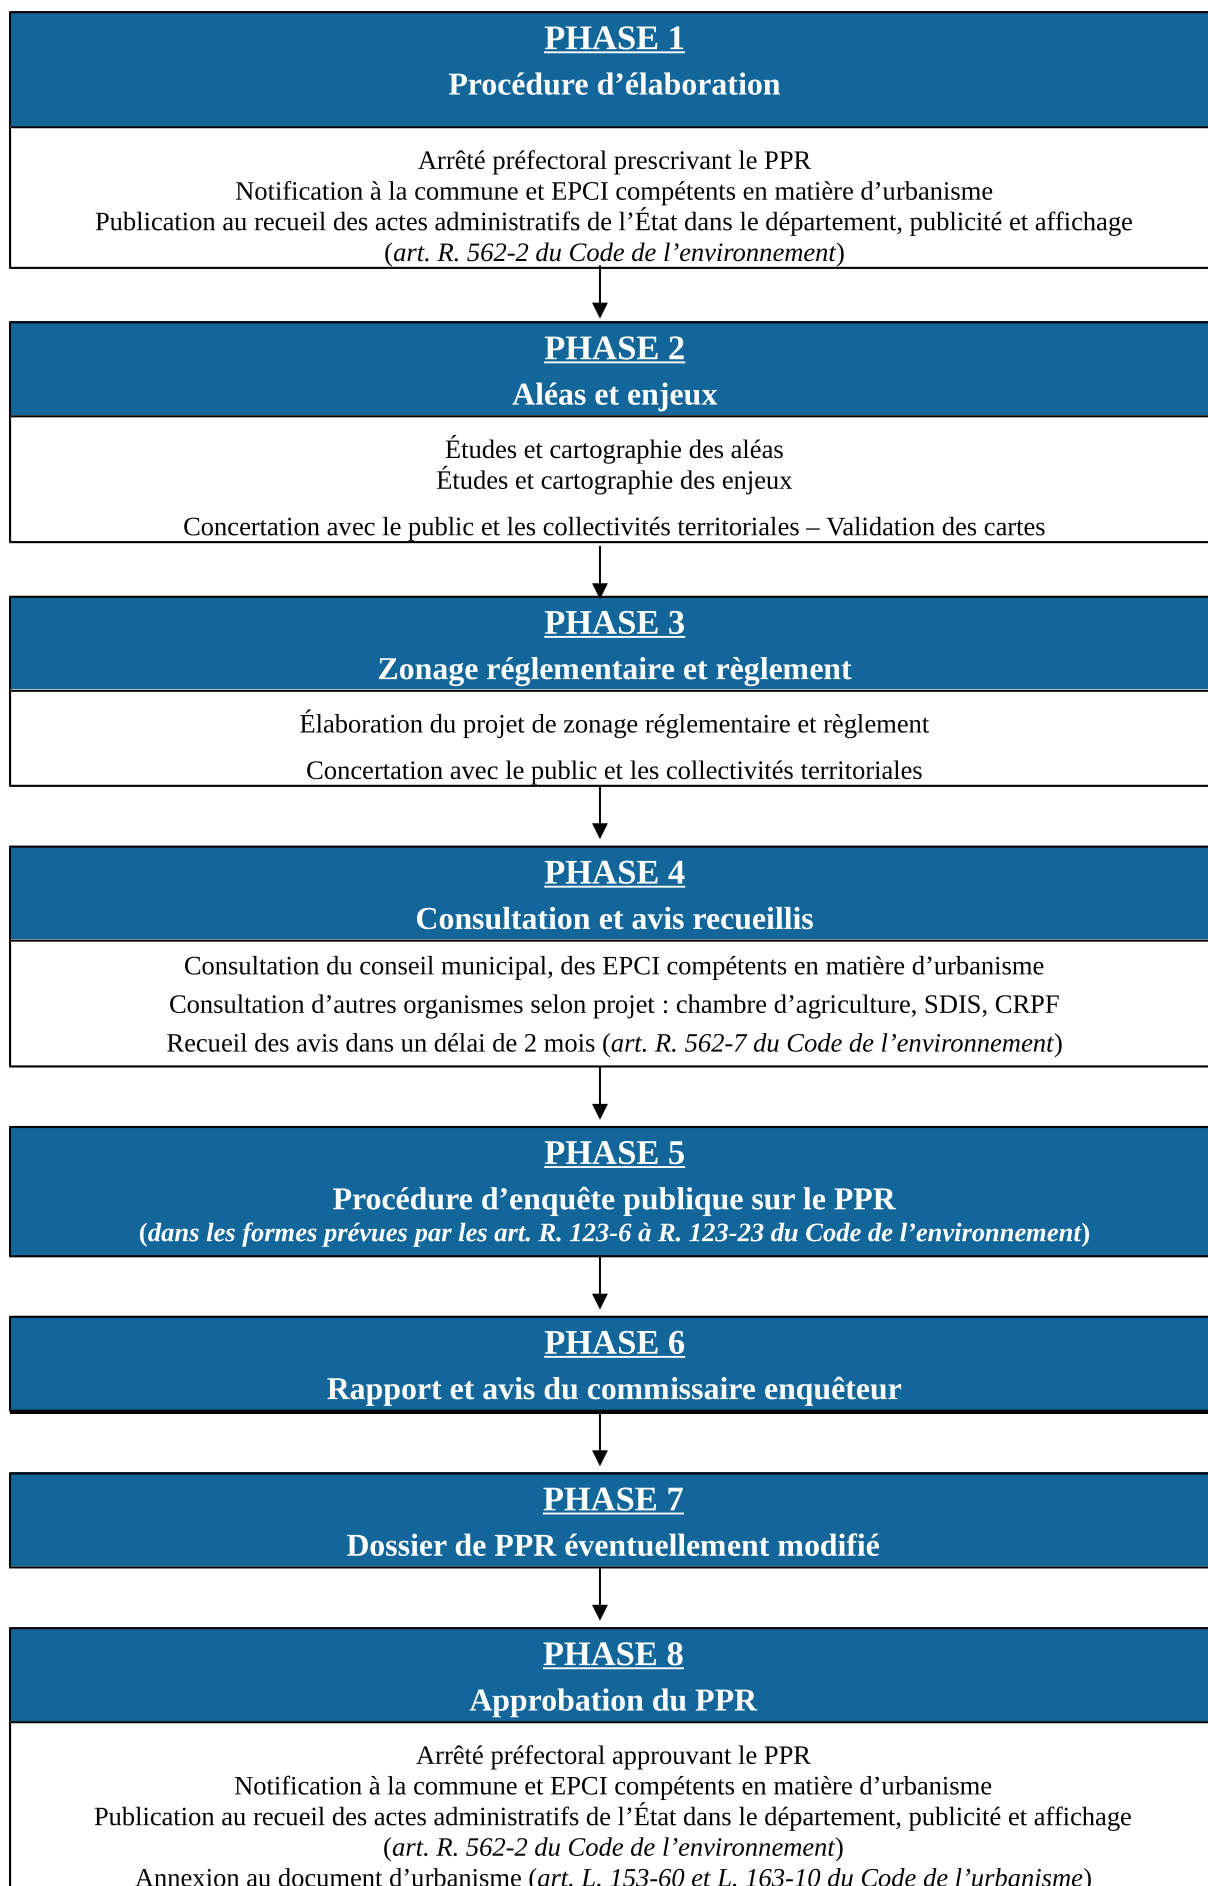 PHASE 1
Procédure d’élaboration
Arrêté préfectoral prescrivant le PPR
Notification à la commune et EPCI compétents en matière d’urbanisme
Publication au recueil des actes administratifs de l’État dans le département, publicité et affichage
(art. R. 562-2 du Code de l’environnement)
PHASE 2
Aléas et enjeux
Études et cartographie des aléas
Études et cartographie des enjeux
Concertation avec le public et les collectivités territoriales – Validation des cartes
PHASE 3
Zonage réglementaire et règlement
Élaboration du projet de zonage réglementaire et règlement
Concertation avec le public et les collectivités territoriales
PHASE 4
Consultation et avis recueillis
Consultation du conseil municipal, des EPCI compétents en matière d’urbanisme
Consultation d’autres organismes selon projet : chambre d’agriculture, SDIS, CRPF
Recueil des avis dans un délai de 2 mois (art. R. 562-7 du Code de l’environnement)
PHASE 5
Procédure d’enquête publique sur le PPR
(dans les formes prévues par les art. R. 123-6 à R. 123-23 du Code de l’environnement)
PHASE 6
Rapport et avis du commissaire enquêteur
PHASE 7
Dossier de PPR éventuellement modifié
PHASE 8
Approbation du PPR
Arrêté préfectoral approuvant le PPR
Notification à la commune et EPCI compétents en matière d’urbanisme
Publication au recueil des actes administratifs de l’État dans le département, publicité et affichage
(art. R. 562-2 du Code de l’environnement)
Annexion au document d’urbanisme (art. L. 153-60 et L. 163-10 du Code de l’urbanisme)